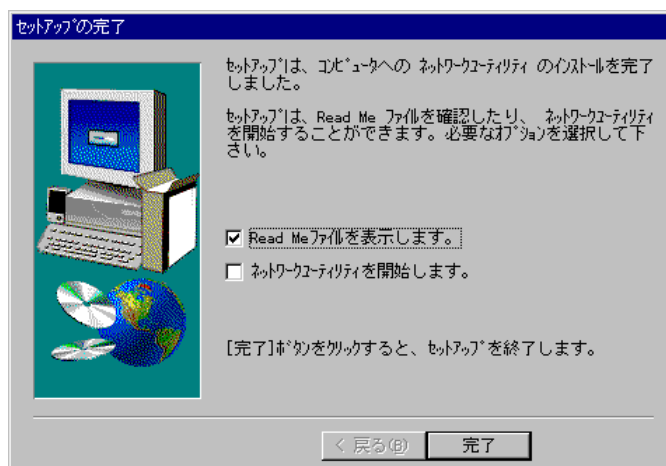 ｾｯﾄｱｯﾌﾟの完了
ｾｯﾄｱｯﾌﾟは、ｺﾝﾋﾟｭｰﾀへの ﾈｯﾄﾜｰｸﾕｰﾃｨﾘﾃｨ のｲﾝｽﾄｰﾙを完了
しました。
ｾｯﾄｱｯﾌﾟは、Read Me ﾌｧｲﾙを確認したり、 ﾈｯﾄﾜｰｸﾕｰﾃｨﾘﾃｨ
を開始することができます。必要なｵﾌﾟｼｮﾝを選択して下
さい。
Read Meﾌｧｲﾙを表示します。
ﾈｯﾄﾜｰｸﾕｰﾃｨﾘﾃｨを開始します。
[完了]ﾎﾞﾀﾝをｸﾘｯｸすると、ｾｯﾄｱｯﾌﾟを終了します。
< 戻る(B) 完了